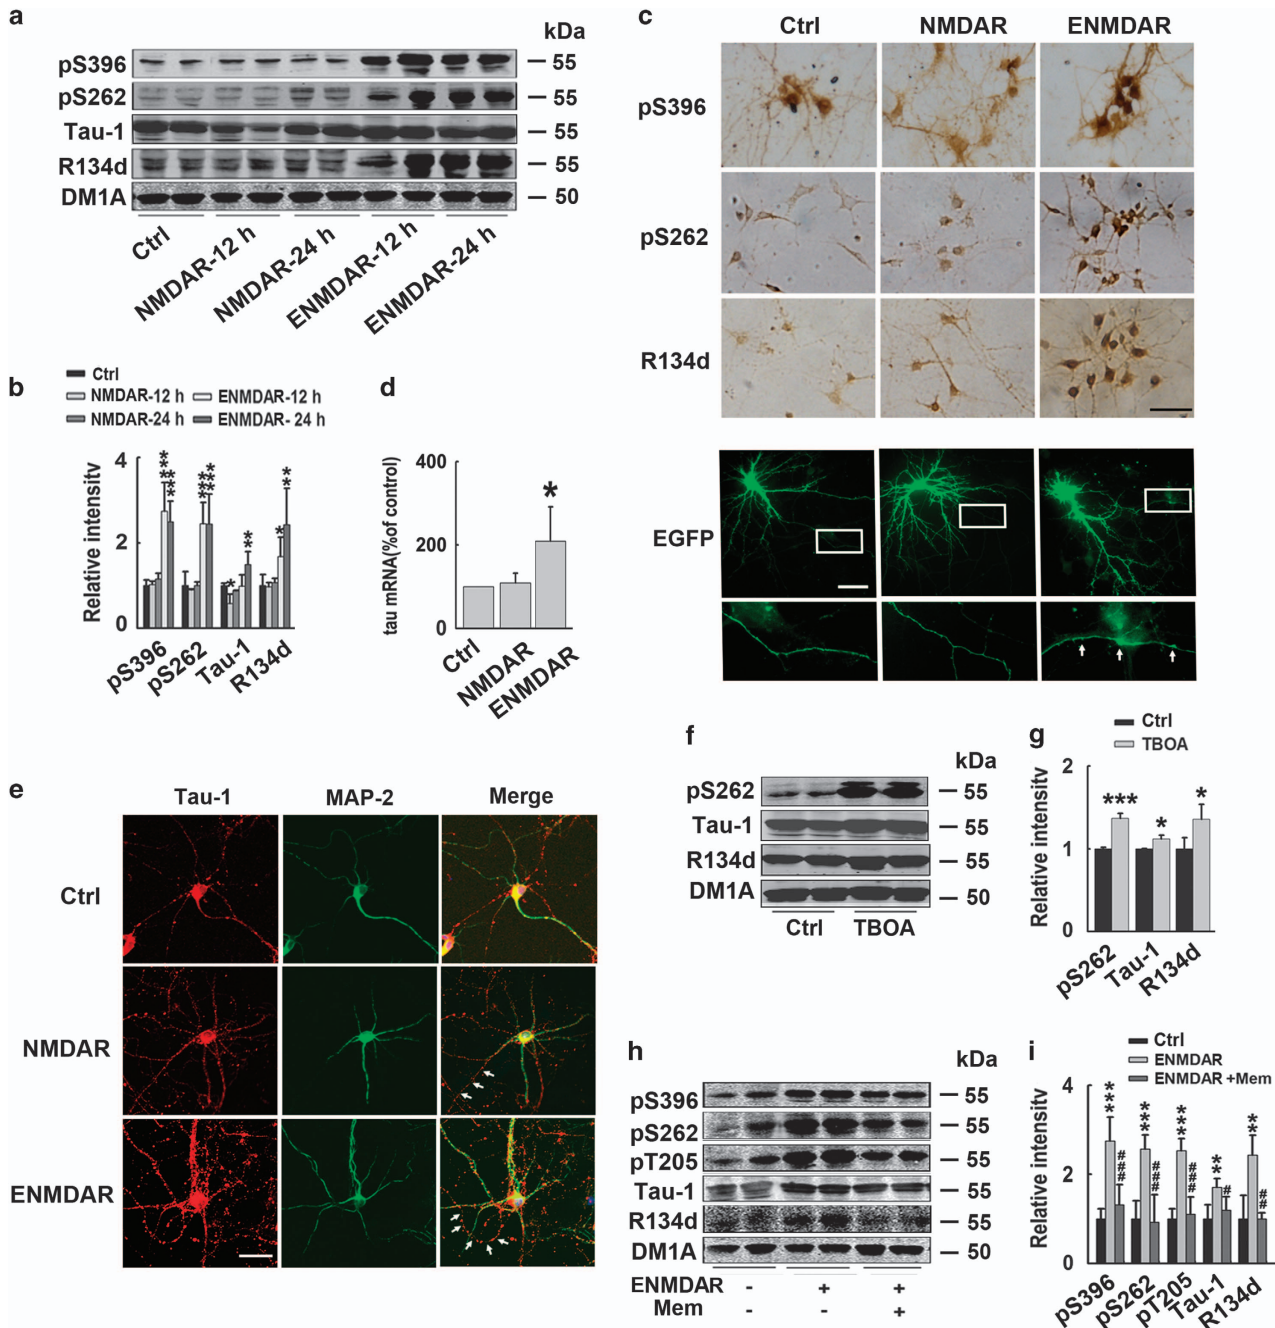 a
kDa
pS396
55
pS262
55
Tau-1
55
R134d
55
DM1A
50
Ctrl
NMDAR-12 h
NMDAR-24 h
ENMDAR-12 h
ENMDAR-24 h
b
Ctrl
NMDAR-12 h
ENMDAR-12 h
NMDAR-24 h
ENMDAR- 24 h
Relative intensity
4
2
0
***
***
***
***
*
**
*
**
pS396
pS262
Tau-1
R134d
d
tau mRNA(%of control)
400
200
0
*
Ctrl
NMDAR
ENMDAR
c
Ctrl NMDAR ENMDAR
pS396
pS262
R134d
EGFP
e
Tau-1 MAP-2 Merge
Ctrl
NMDAR
ENMDAR
f
kDa
pS262
55
Tau-1
55
R134d
55
DM1A
50
Ctrl TBOA
g
Ctrl
TBOA
Relative intensity
2
1
0
***
*
*
pS262
Tau-1
R134d
h
kDa
pS396
55
pS262
55
pT205
55
Tau-1
55
R134d
55
DM1A
50
ENMDAR - + +
Mem - - +
i
Ctrl
ENMDAR
ENMDAR +Mem
Relative intensity
4
2
0
***
###
***
###
***
###
**
#
**
##
pS396
pS262
pT205
Tau-1
R134d